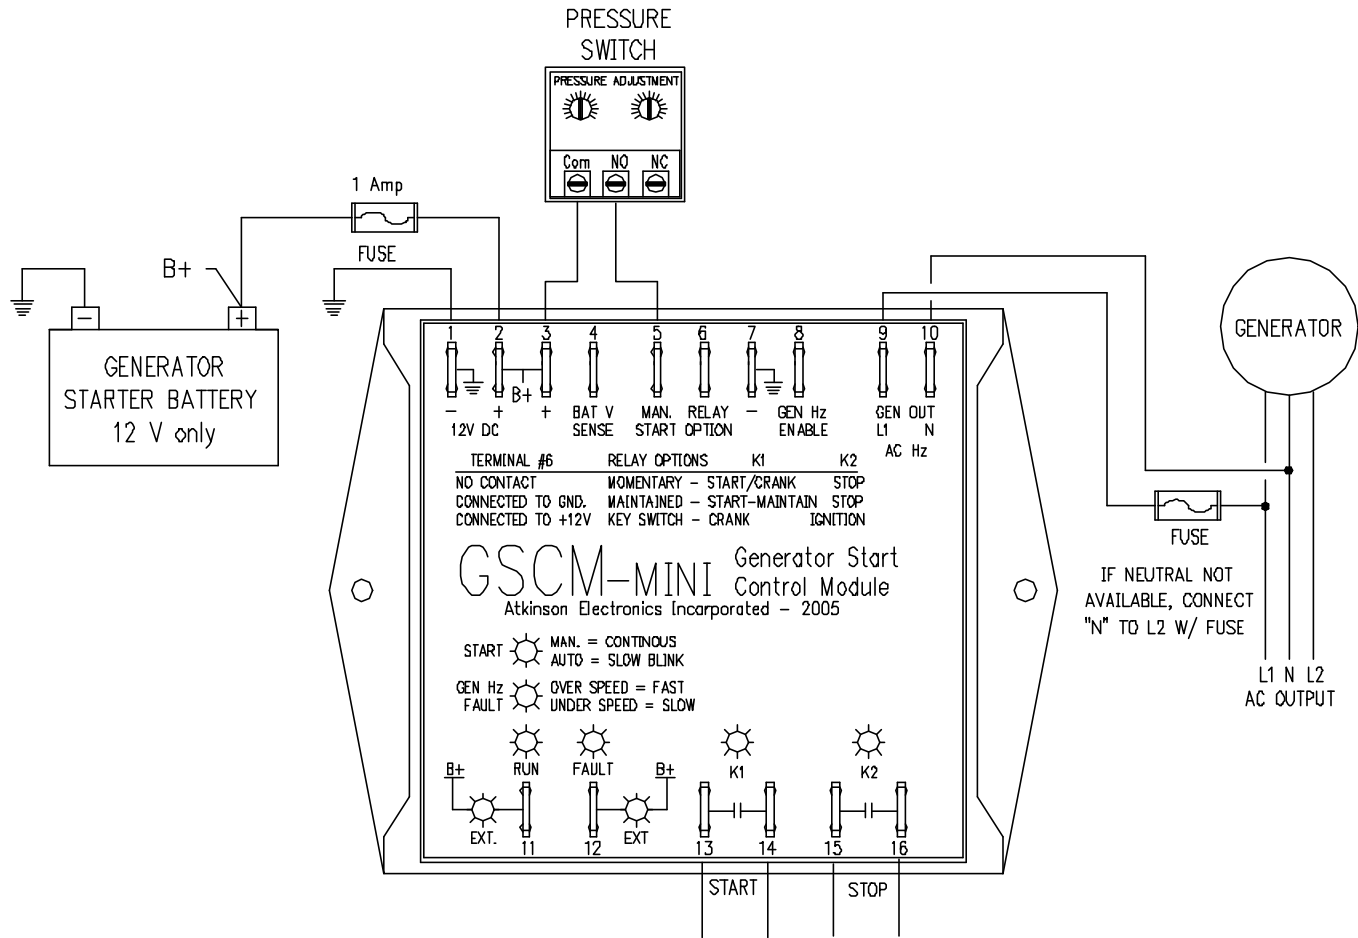 PRESSURE
SWITCH
PRESSURE ADJUSTMENT
Com NO NC
1 Amp
FUSE
B+
- +
GENERATOR
STARTER BATTERY
12 V only
GENERATOR
1 2 3 4 5 6 7 8 9 10
B+
- + + BAT V MAN. RELAY - GEN Hz GEN OUT
12V DC SENSE START OPTION ENABLE L1 N
AC Hz
TERMINAL #6 RELAY OPTIONS K1 K2
NO CONTACT MOMENTARY - START/CRANK STOP
CONNECTED TO GND. MAINTAINED - START-MAINTAIN STOP
CONNECTED TO +12V KEY SWITCH - CRANK IGNITION
GSCM-MINI Generator Start
Control Module
Atkinson Electronics Incorporated - 2005
FUSE
IF NEUTRAL NOT
AVAILABLE, CONNECT
"N" TO L2 W/ FUSE
L1 N L2
AC OUTPUT
START MAN. = CONTINOUS
AUTO = SLOW BLINK
GEN Hz OVER SPEED = FAST
FAULT UNDER SPEED = SLOW
B+ RUN FAULT B+ K1 K2
EXT. EXT
11 12 13 14 15 16
START STOP